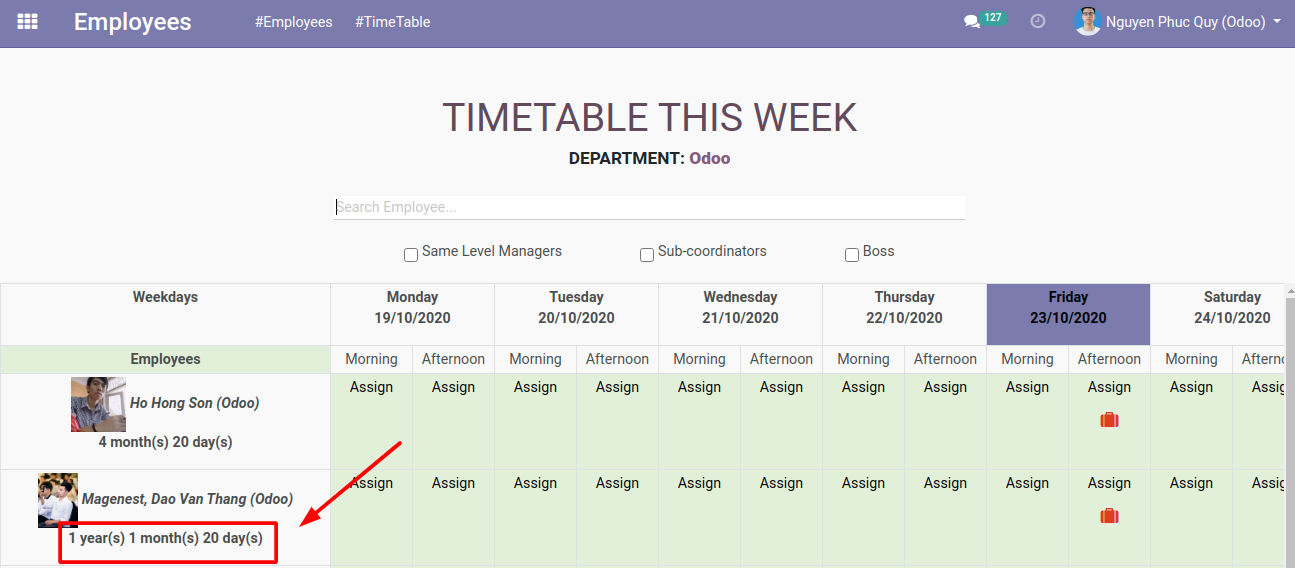 Employees #Employees #TimeTable 127 Nguyen Phuc Quy (Odoo)
TIMETABLE THIS WEEK
DEPARTMENT: Odoo
Search Employee...
Same Level Managers Sub-coordinators Boss
Weekdays Monday Tuesday Wednesday Thursday Friday Saturday
19/10/2020 20/10/2020 21/10/2020 22/10/2020 23/10/2020 24/10/2020
Employees Morning Afternoon Morning Afternoon Morning Afternoon Morning Afternoon Morning Afternoon Morning Aftern
Assign Assign Assign Assign Assign Assign Assign Assign Assign Assign Assign Assig
Ho Hong Son (Odoo)
4 month(s) 20 day(s)
Assign Assign Assign Assign Assign Assign Assign Assign Assign Assign Assign Assig
Magenest, Dao Van Thang (Odoo)
1 year(s) 1 month(s) 20 day(s)